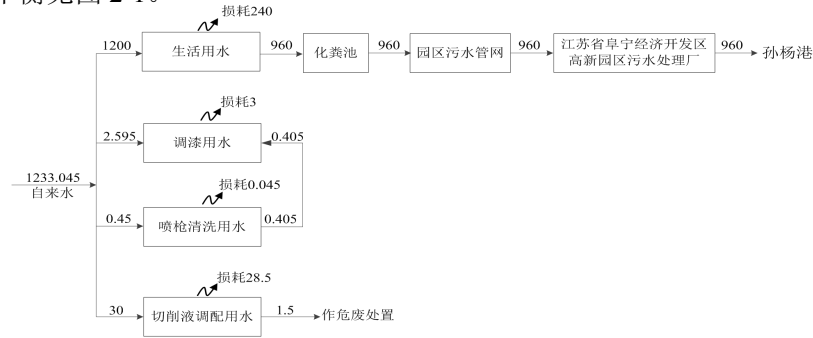 损耗240
1200
生活用水
960
化粪池
960
园区污水管网
960
江苏省阜宁经济开发区
高新园区污水处理厂
960
孙杨港
损耗3
2.595
调漆用水
0.405
1233.045
自来水
损耗0.045
0.45
喷枪清洗用水
0.405
损耗28.5
30
切削液调配用水
1.5
作危废处置